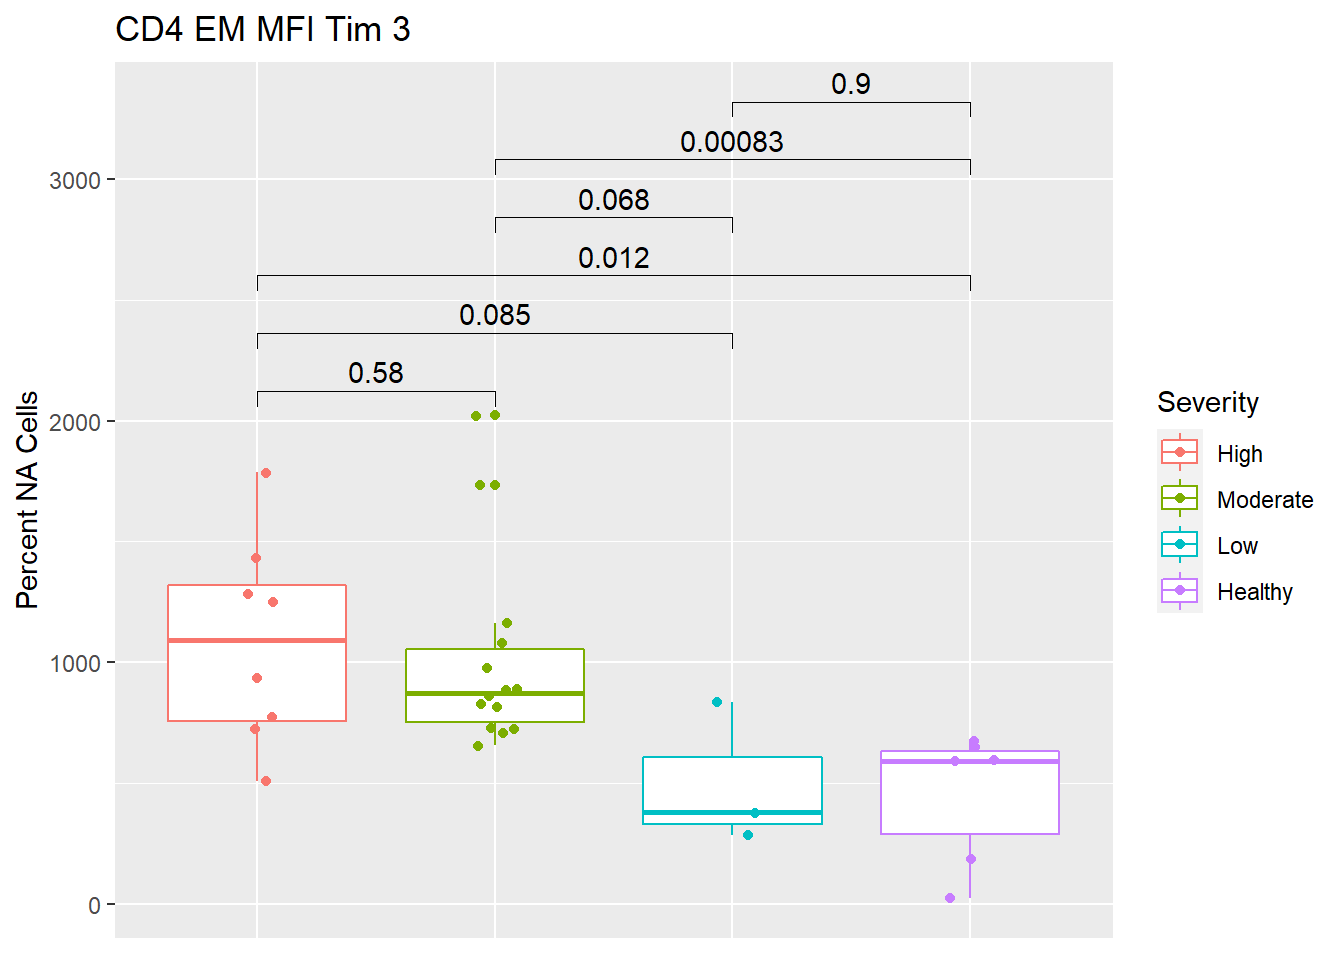 CD4 EM MFI Tim 3
0.9
0.00083
3000
0.068
0.012
0.085
0.58
2000
Percent NA Cells
1000
0
Severity
High
Moderate
Low
Healthy